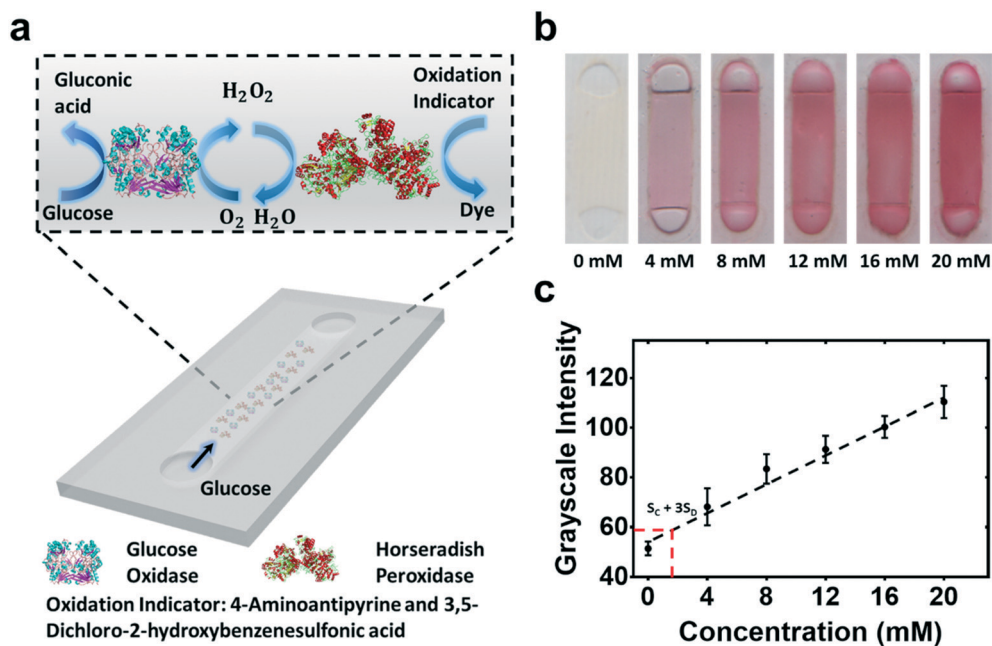 a
Gluconic
acid
H₂O₂
Oxidation
Indicator
Glucose
O₂ H₂O
Dye
Glucose
Glucose
Oxidase
Horseradish
Peroxidase
Oxidation Indicator: 4-Aminoantipyrine and 3,5-
Dichloro-2-hydroxybenzenesulfonic acid
b
0 mM 4 mM 8 mM 12 mM 16 mM 20 mM
c
Grayscale Intensity
120
100
80
60
40
S_C + 3S_D
0 4 8 12 16 20
Concentration (mM)